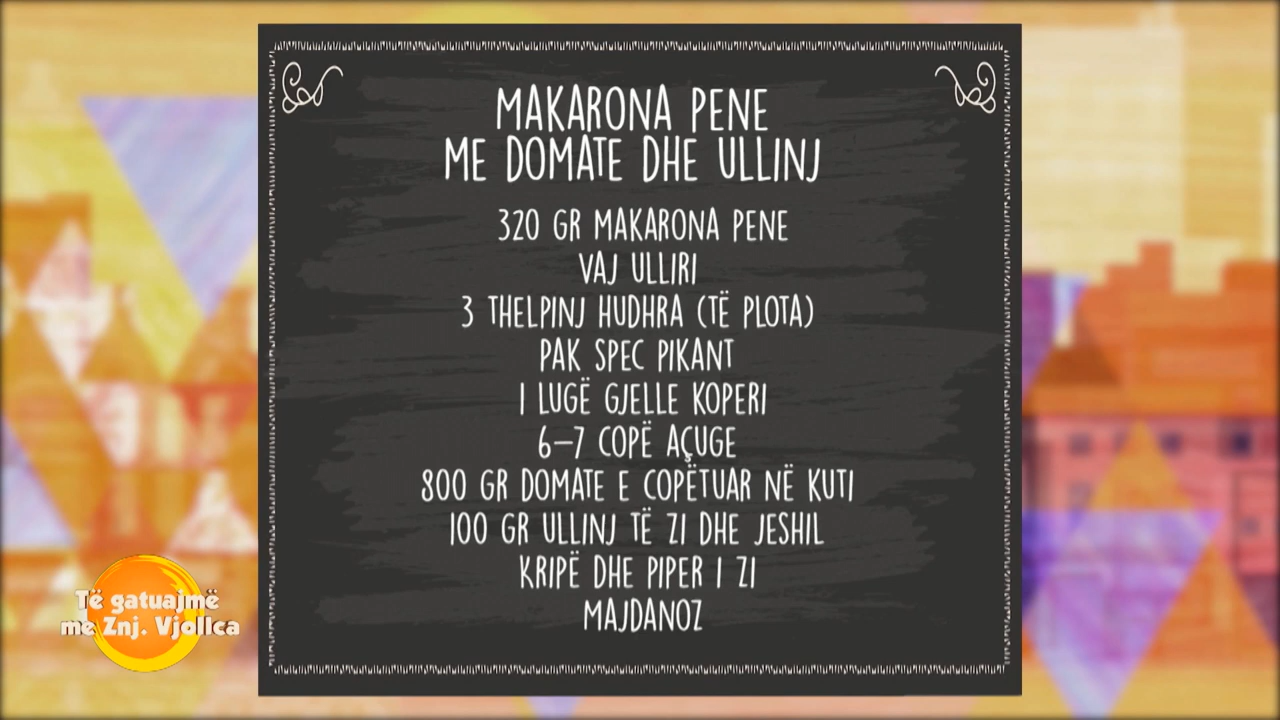 MAKARONA PENE
ME DOMATE DHE ULLINJ
320 GR MAKARONA PENE
VAJ ULLIRI
3 THELPINJ HUDHRA (TË PLOTA)
PAK SPEC PIKANT
1 LUGË GJELLE KOPERI
6–7 COPË AÇUGE
800 GR DOMATE E COPËTUAR NË KUTI
100 GR ULLINJ TË ZI DHE JESHIL
KRIPË DHE PIPER I ZI
MAJDANOZ
Të gatuajmë
me Znj. Vjollca